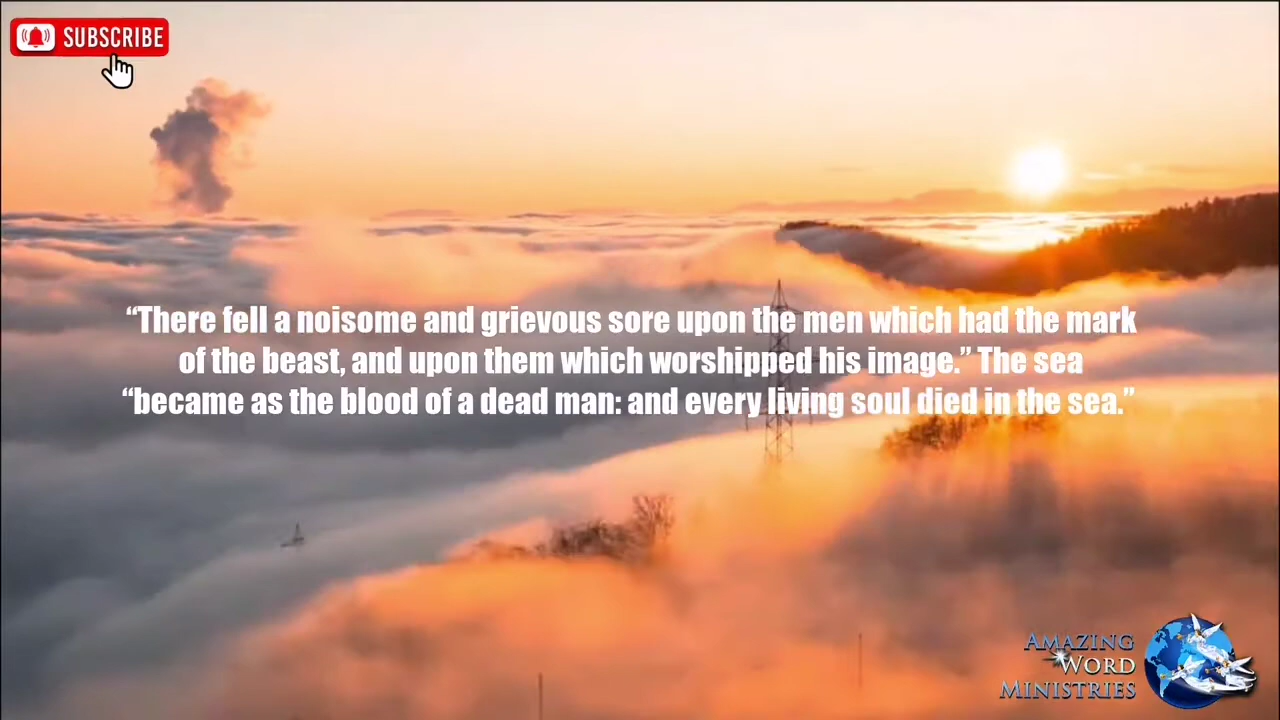 SUBSCRIBE
“There fell a noisome and grievous sore upon the men which had the mark
of the beast, and upon them which worshipped his image.” The sea
“became as the blood of a dead man: and every living soul died in the sea.”
AMAZING
WORD
MINISTRIES